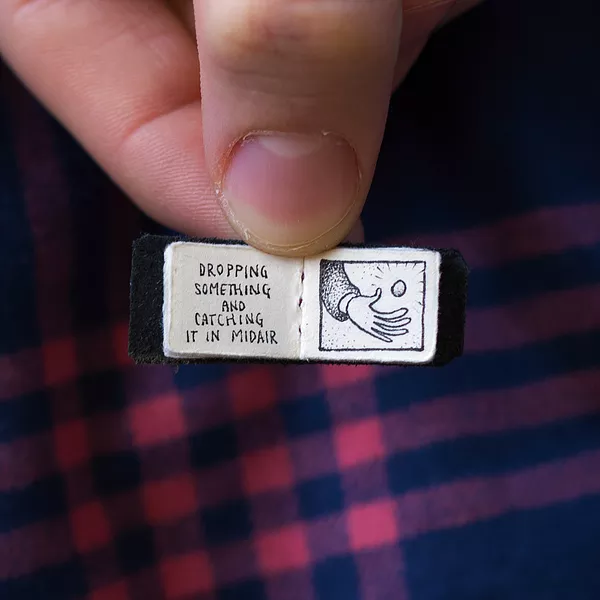 DROPPING
SOMETHING
AND
CATCHING
IT IN MIDAIR